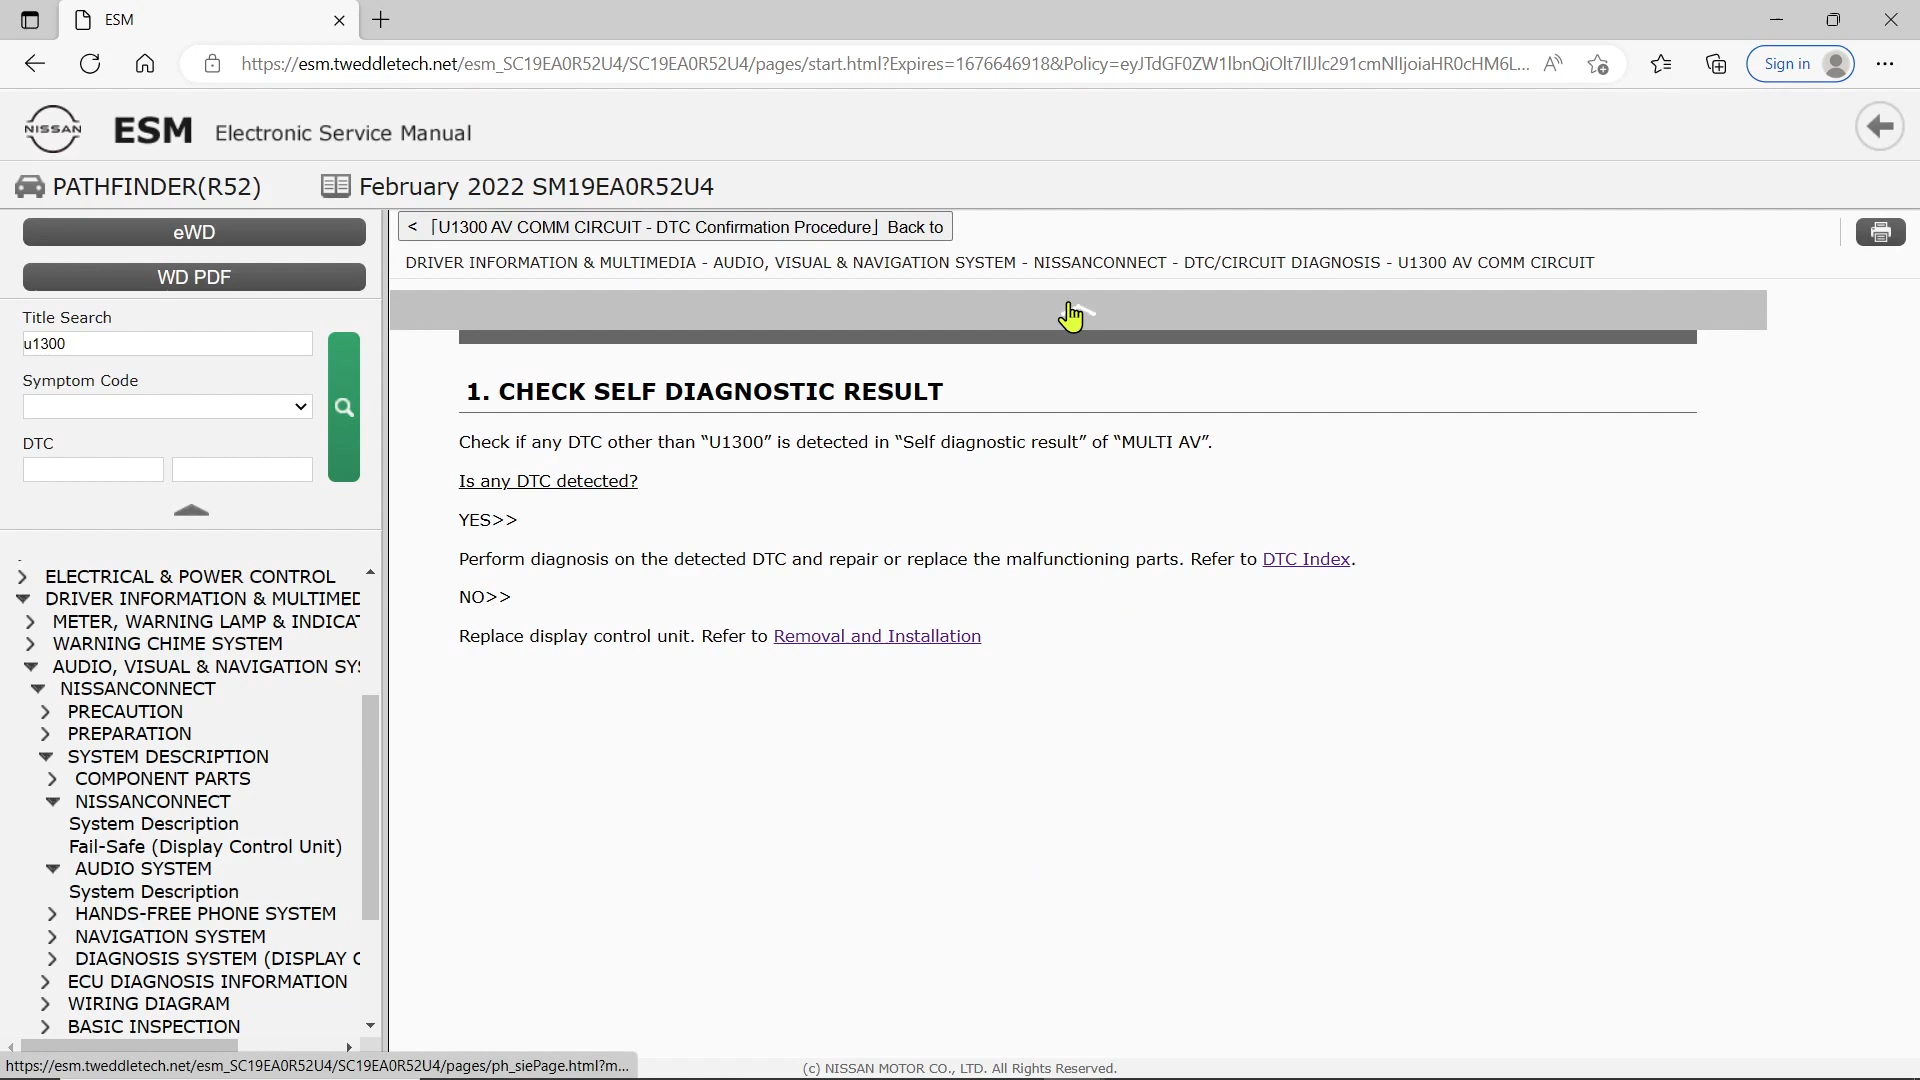 ESM
https://esm.tweddletech.net/esm_SC19EA0R52U4/SC19EA0R52U4/pages/start.html?Expires=1676646918&Policy=eyJTdGF0ZW1lbnQiOlt7IlJlc291cmNlIjoiaHR0cHM6L...
Sign in
NISSAN
ESM Electronic Service Manual
PATHFINDER(R52) February 2022 SM19EA0R52U4
eWD
WD PDF
Title Search
u1300
Symptom Code
DTC
ELECTRICAL & POWER CONTROL
DRIVER INFORMATION & MULTIMED
METER, WARNING LAMP & INDICAT
WARNING CHIME SYSTEM
AUDIO, VISUAL & NAVIGATION SYS
NISSANCONNECT
PRECAUTION
PREPARATION
SYSTEM DESCRIPTION
COMPONENT PARTS
NISSANCONNECT
System Description
Fail-Safe (Display Control Unit)
AUDIO SYSTEM
System Description
HANDS-FREE PHONE SYSTEM
NAVIGATION SYSTEM
DIAGNOSIS SYSTEM (DISPLAY C
ECU DIAGNOSIS INFORMATION
WIRING DIAGRAM
BASIC INSPECTION
https://esm.tweddletech.net/esm_SC19EA0R52U4/SC19EA0R52U4/pages/ph_siePage.html?m...
< ｢U1300 AV COMM CIRCUIT - DTC Confirmation Procedure｣ Back to
DRIVER INFORMATION & MULTIMEDIA - AUDIO, VISUAL & NAVIGATION SYSTEM - NISSANCONNECT - DTC/CIRCUIT DIAGNOSIS - U1300 AV COMM CIRCUIT
1. CHECK SELF DIAGNOSTIC RESULT
Check if any DTC other than “U1300” is detected in “Self diagnostic result” of “MULTI AV”.
Is any DTC detected?
YES>>
Perform diagnosis on the detected DTC and repair or replace the malfunctioning parts. Refer to DTC Index.
NO>>
Replace display control unit. Refer to Removal and Installation
(c) NISSAN MOTOR CO., LTD. All Rights Reserved.